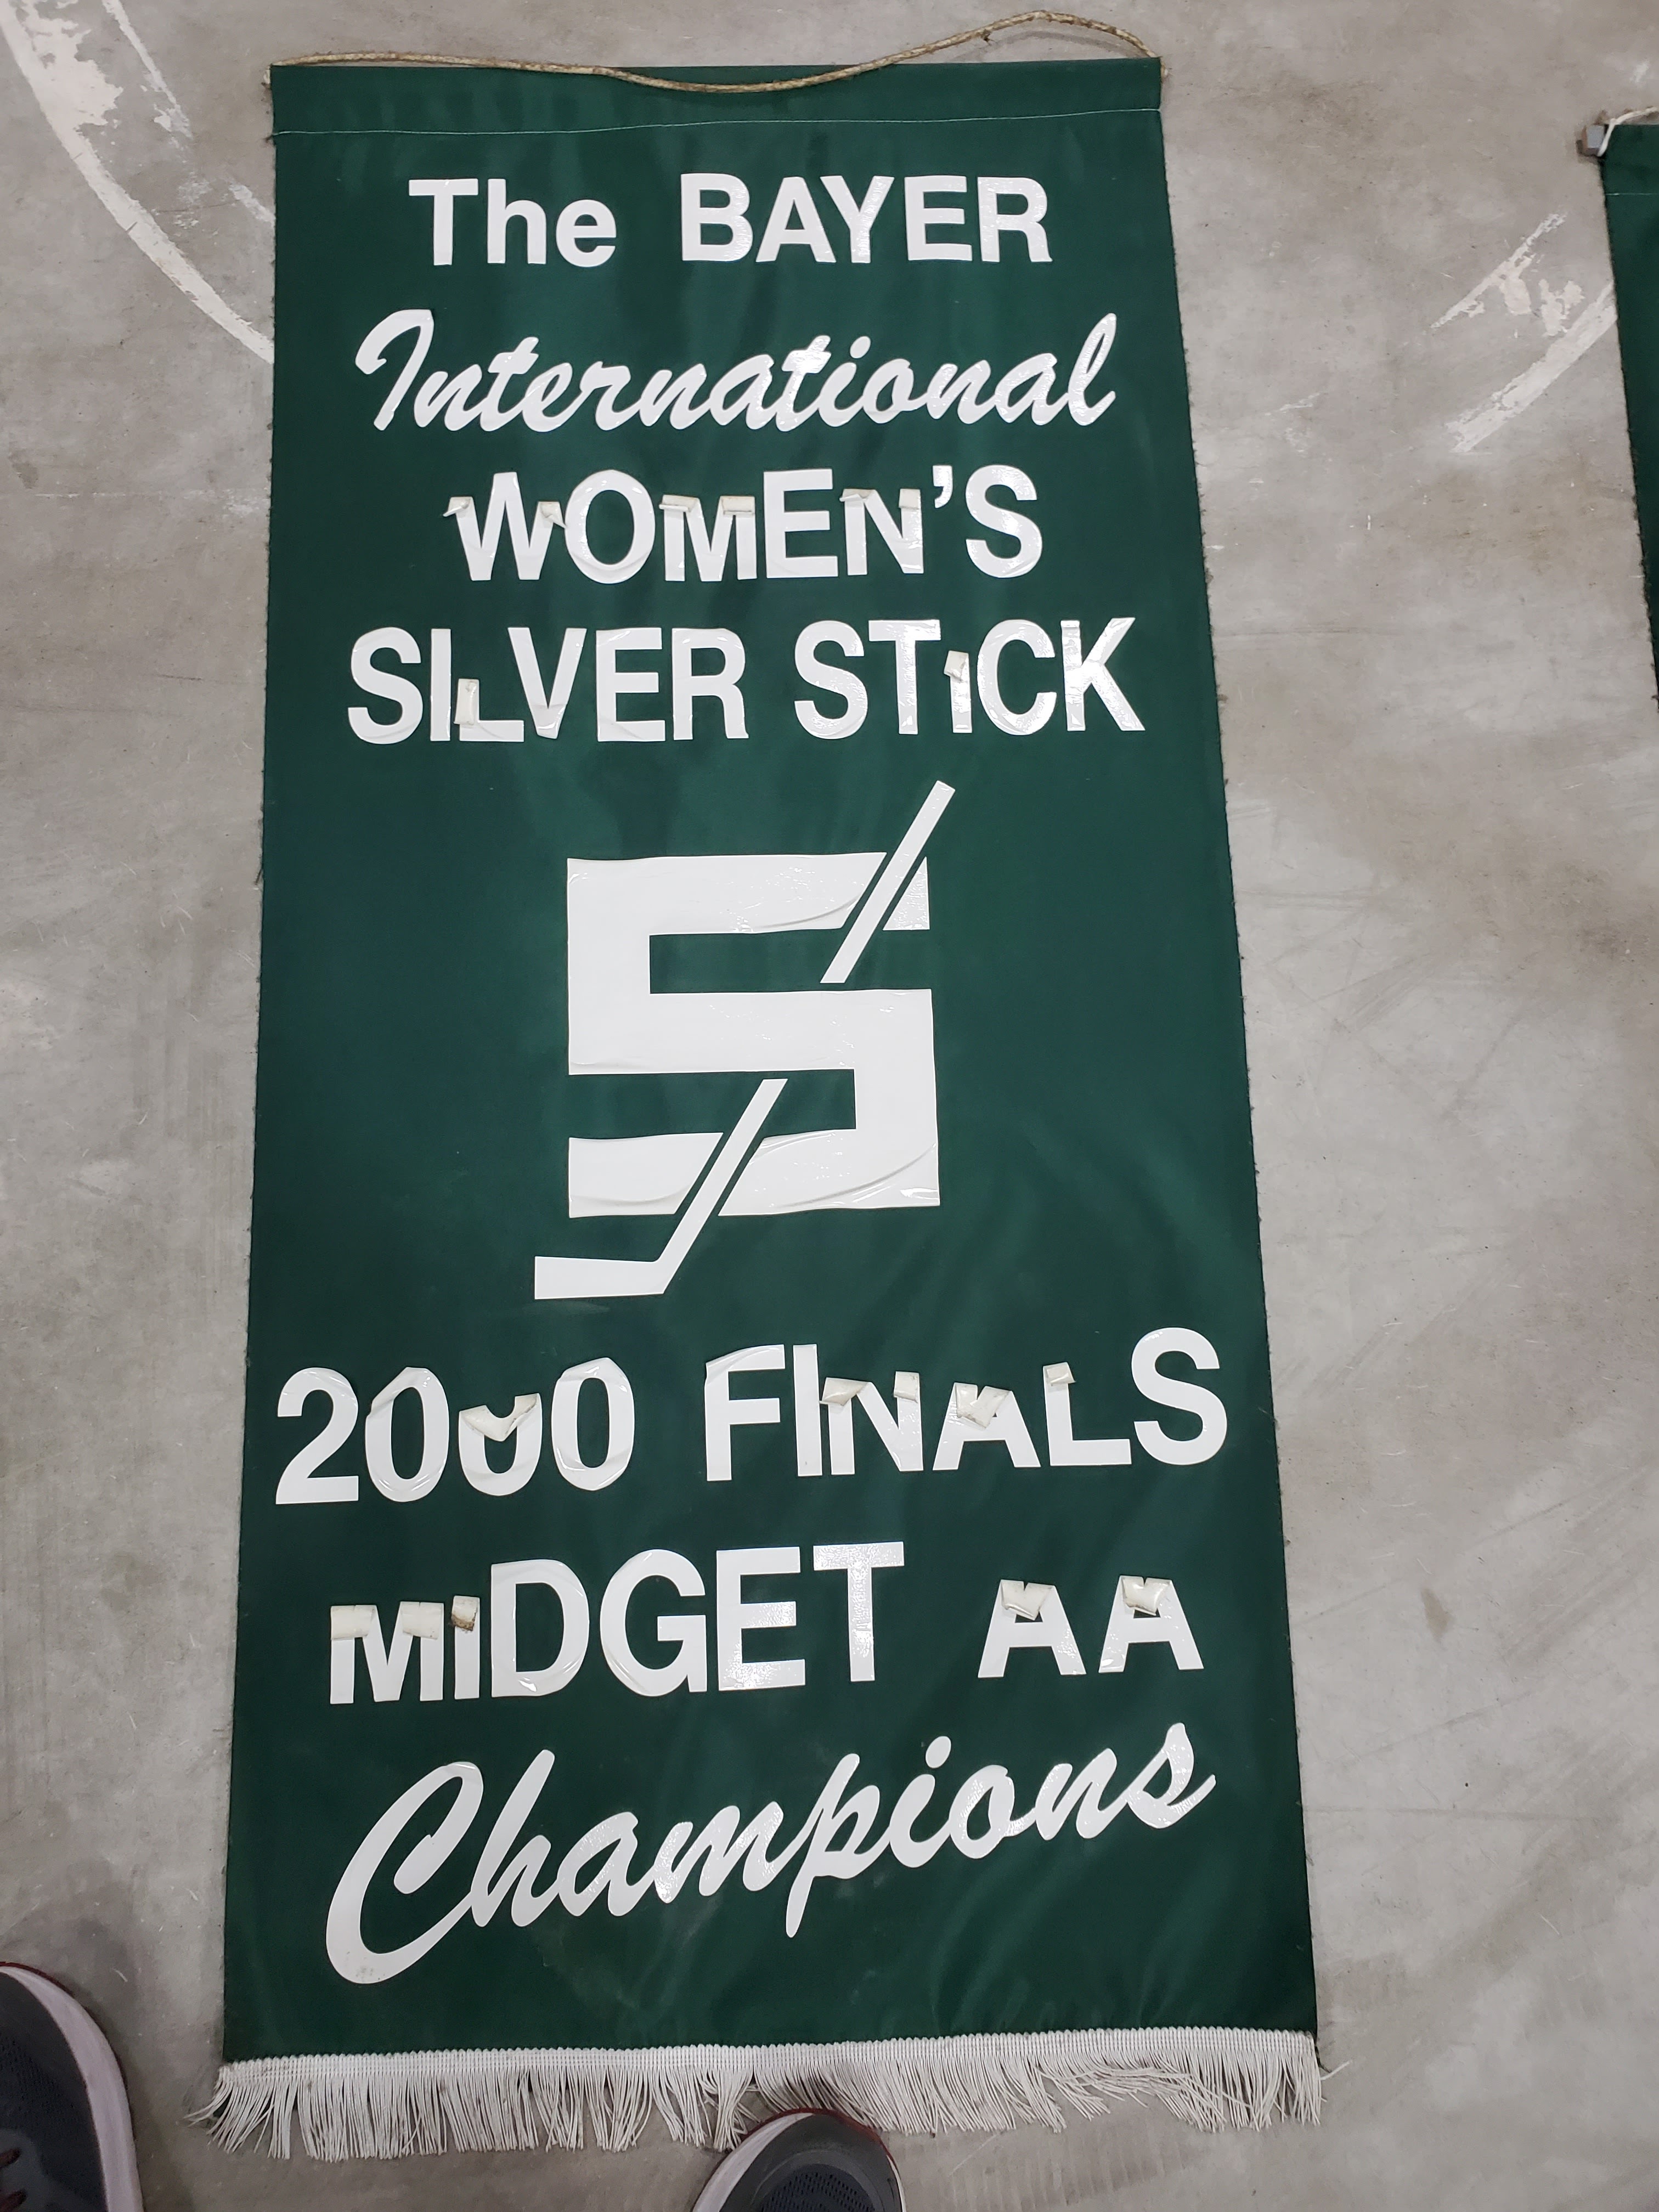 The BAYER
International
WOMEN'S
SILVER STICK
S
2000 FINALS
MIDGET AA
Champions